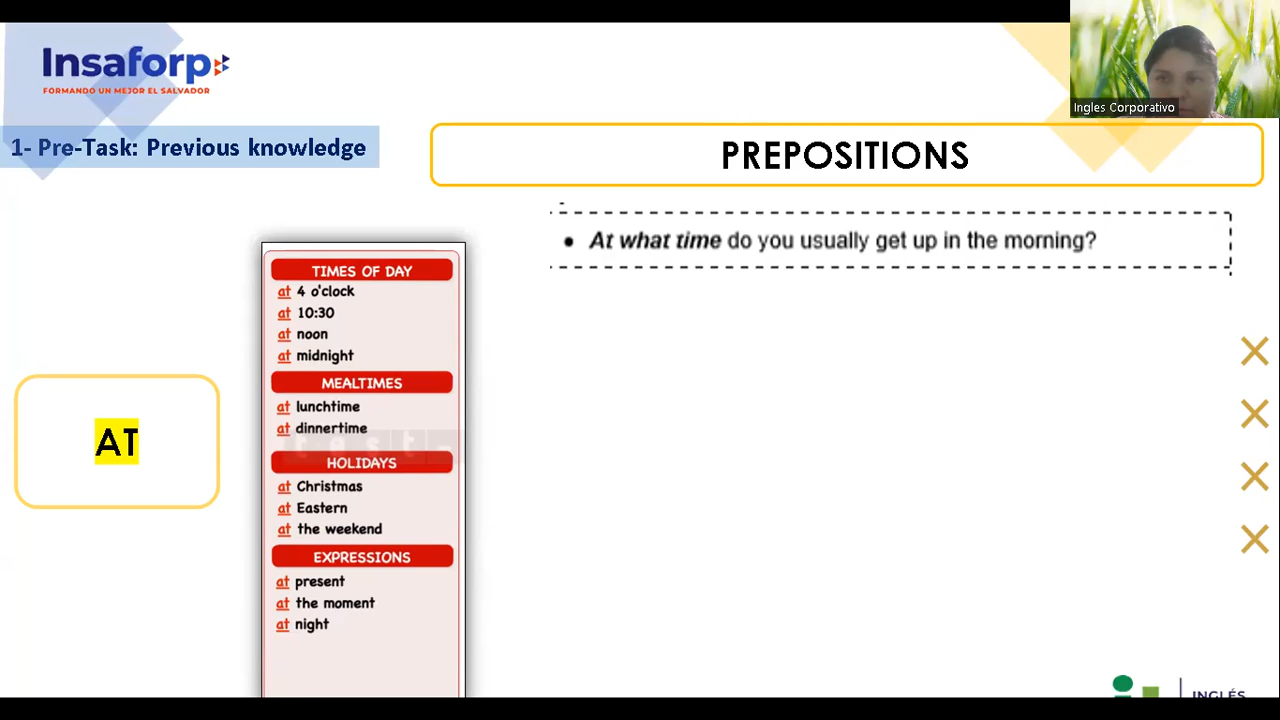 Insaforp
FORMANDO UN MEJOR EL SALVADOR
Ingles Corporativo
1- Pre-Task: Previous knowledge
PREPOSITIONS
• At what time do you usually get up in the morning?
TIMES OF DAY
at 4 o'clock
at 10:30
at noon
at midnight
MEALTIMES
at lunchtime
at dinnertime
HOLIDAYS
at Christmas
at Eastern
at the weekend
EXPRESSIONS
at present
at the moment
at night
AT
INGLÉS